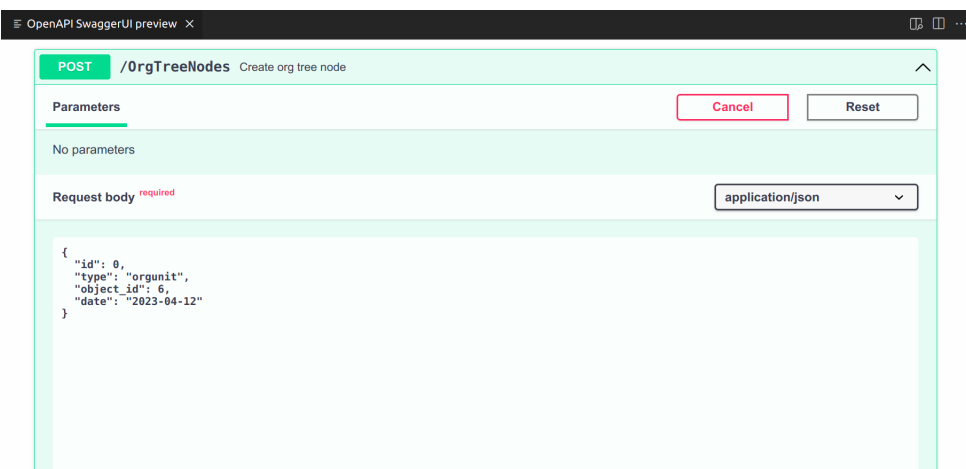 OpenAPI SwaggerUI preview
POST /OrgTreeNodes Create org tree node
Parameters Cancel Reset
No parameters
Request body required application/json
{
"id": 0,
"type": "orgunit",
"object_id": 6,
"date": "2023-04-12"
}